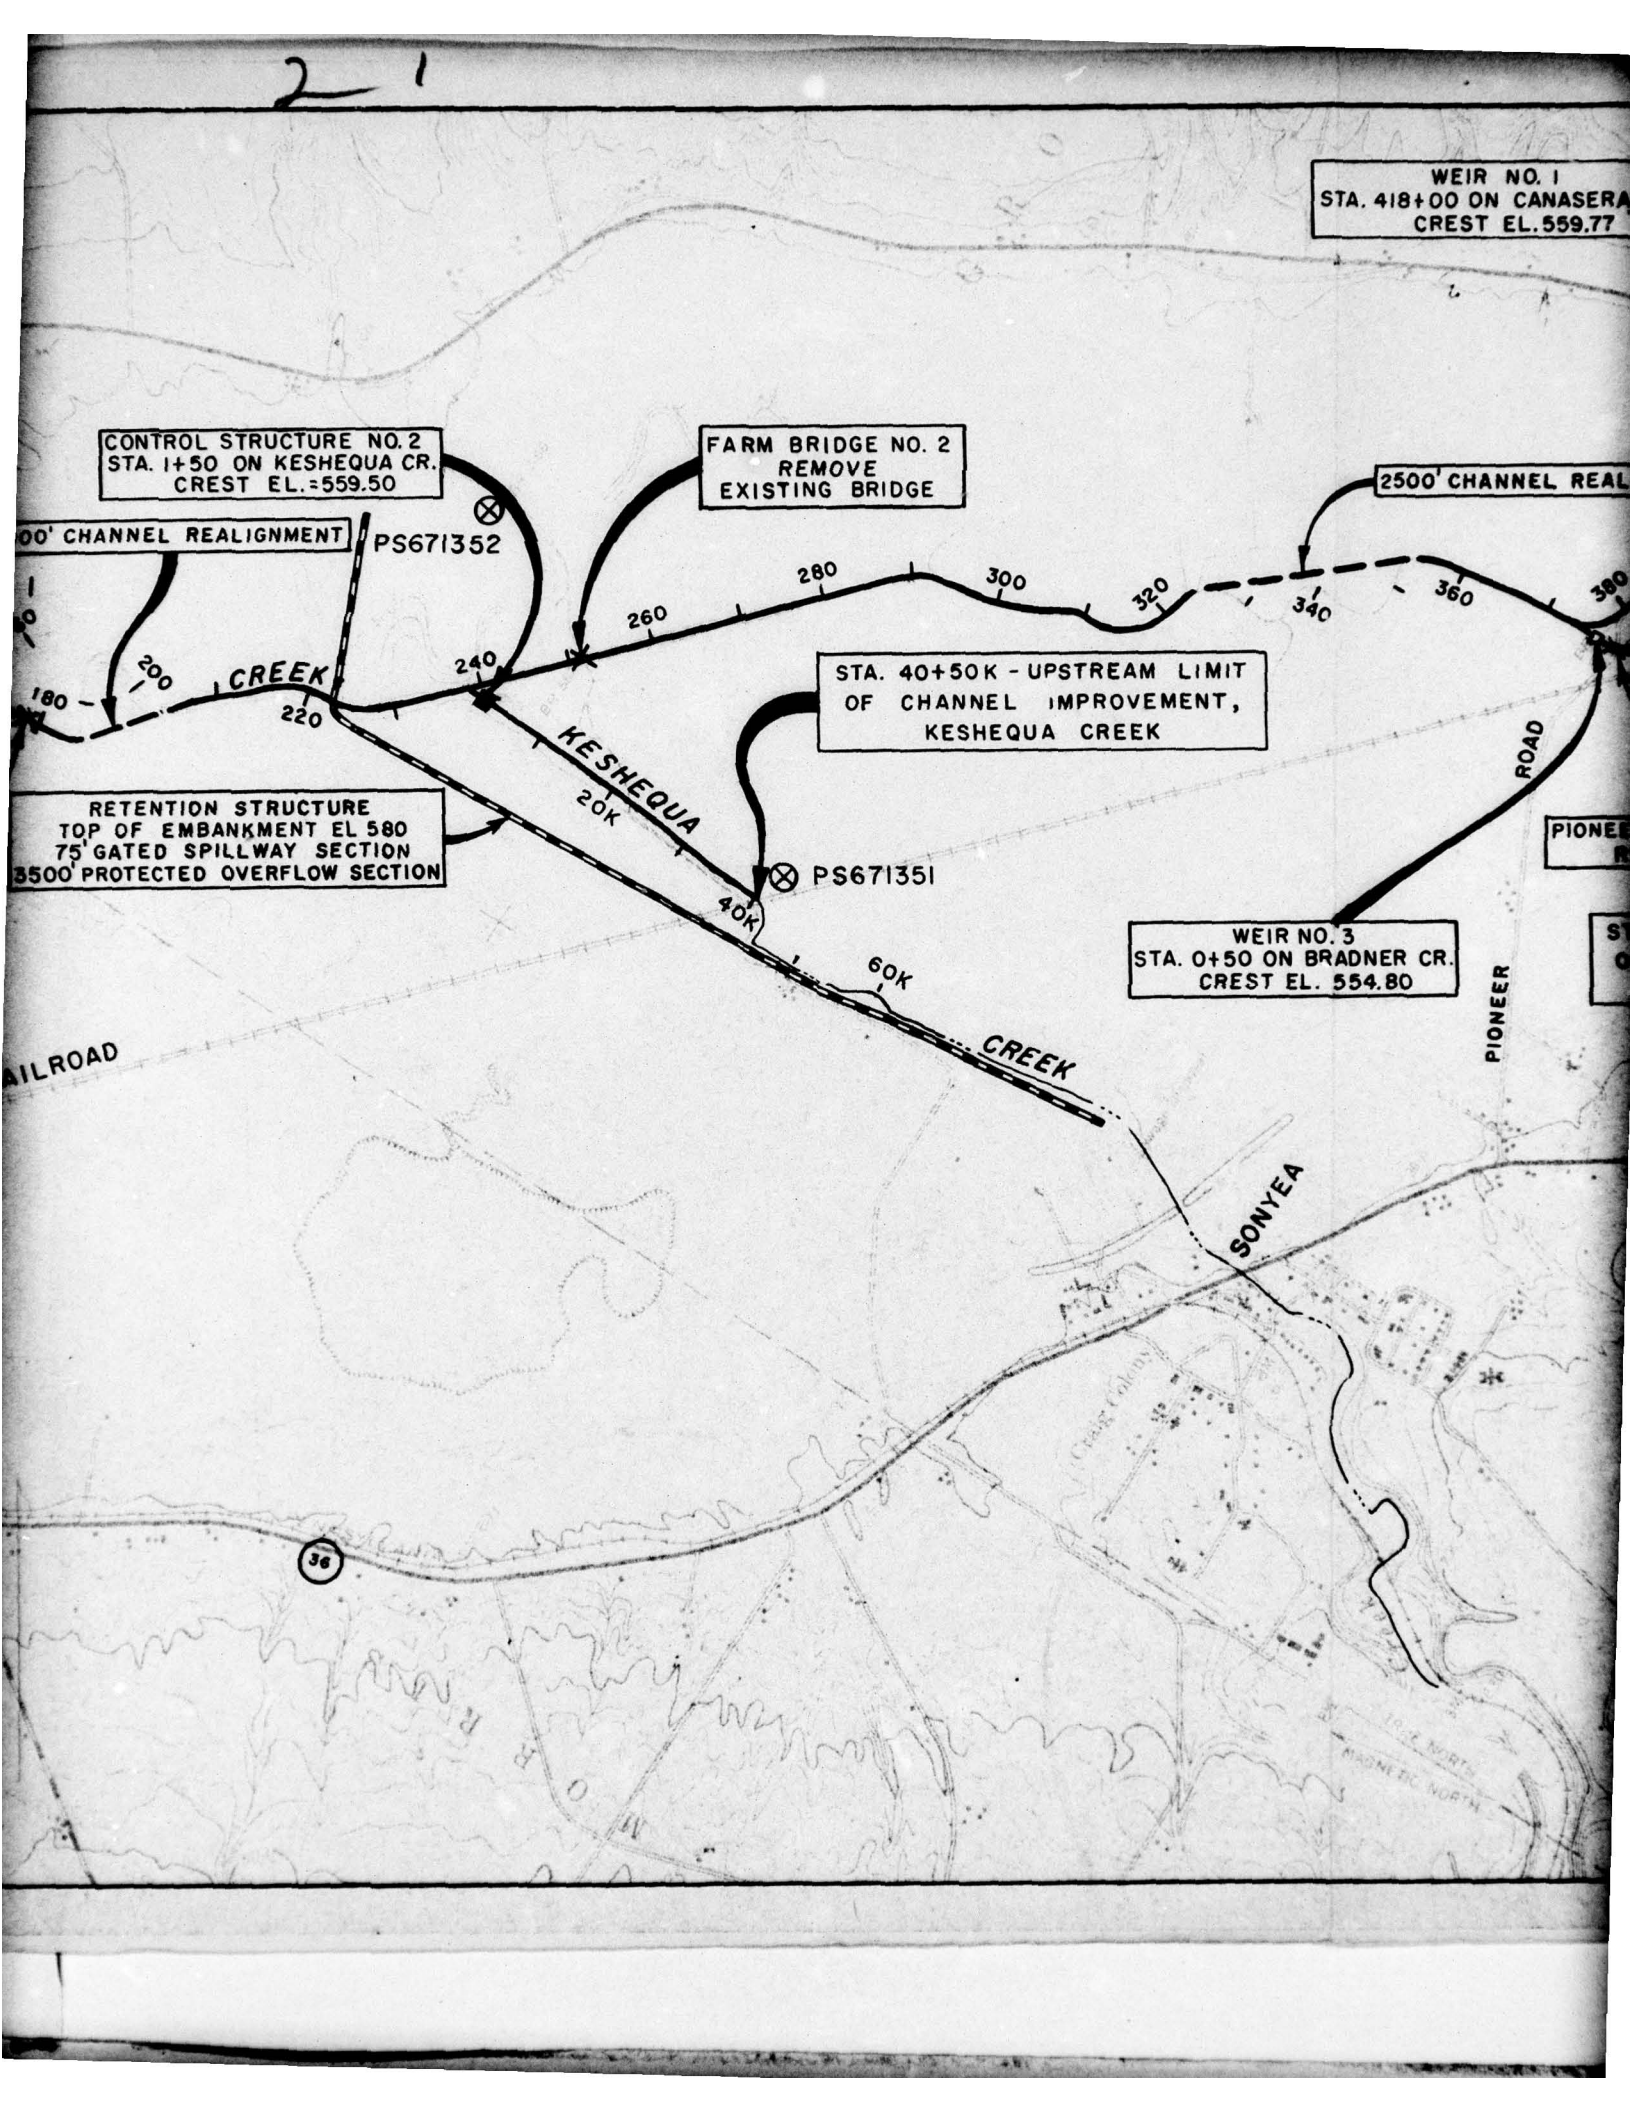 2 1
WEIR NO. 1
STA. 418+00 ON CANASERA
CREST EL. 559.77
CONTROL STRUCTURE NO. 2
STA. 1+50 ON KESHEQUA CR.
CREST EL.=559.50
FARM BRIDGE NO. 2
REMOVE
EXISTING BRIDGE
2500' CHANNEL REAL
00' CHANNEL REALIGNMENT
PS671352
180
200
CREEK
220
240
260
280
300
320
340
360
380
STA. 40+50K - UPSTREAM LIMIT
OF CHANNEL IMPROVEMENT,
KESHEQUA CREEK
KESHEQUA
20K
ROAD
RETENTION STRUCTURE
TOP OF EMBANKMENT EL 580
75' GATED SPILLWAY SECTION
3500' PROTECTED OVERFLOW SECTION
PIONEE
R
PS671351
40K
WEIR NO. 3
STA. 0+50 ON BRADNER CR.
CREST EL. 554.80
ST
60K
PIONEER
AILROAD
CREEK
SONYEA
Craig Colony
36
TRUE NORTH
MAGNETIC NORTH